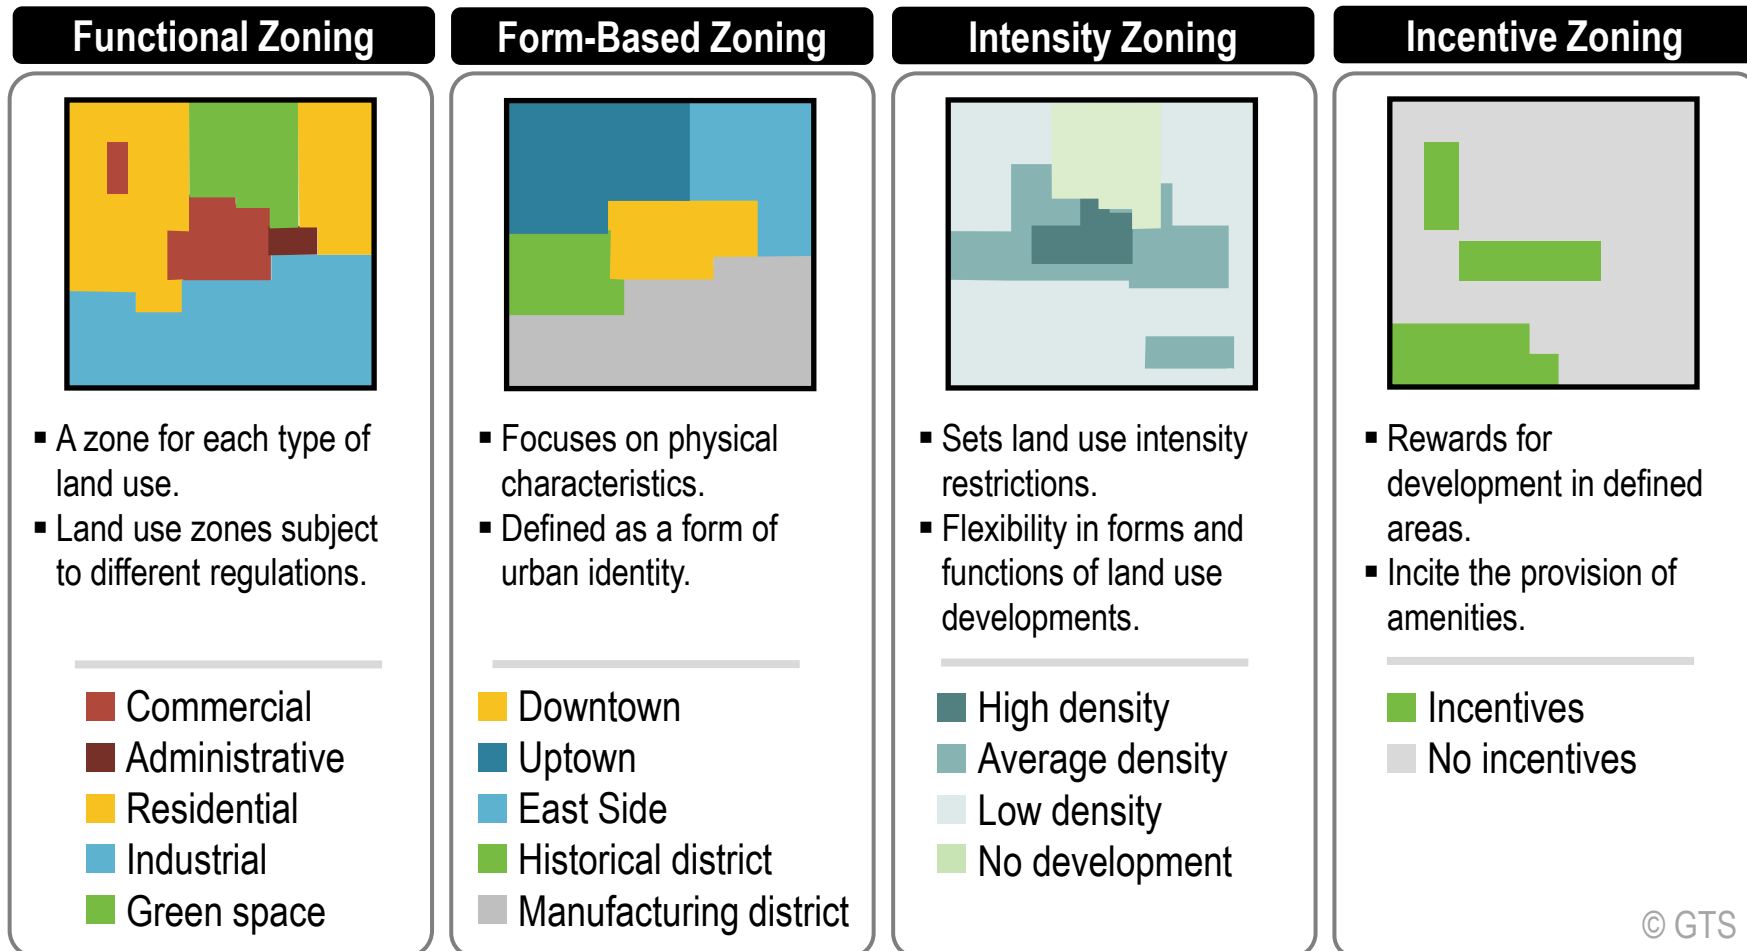 Functional Zoning
▪ A zone for each type of
land use.
▪ Land use zones subject
to different regulations.
Commercial
Administrative
Residential
Industrial
Green space
Form-Based Zoning
▪ Focuses on physical
characteristics.
▪ Defined as a form of
urban identity.
Downtown
Uptown
East Side
Historical district
Manufacturing district
Intensity Zoning
▪ Sets land use intensity
restrictions.
▪ Flexibility in forms and
functions of land use
developments.
High density
Average density
Low density
No development
Incentive Zoning
▪ Rewards for
development in defined
areas.
▪ Incite the provision of
amenities.
Incentives
No incentives
© GTS